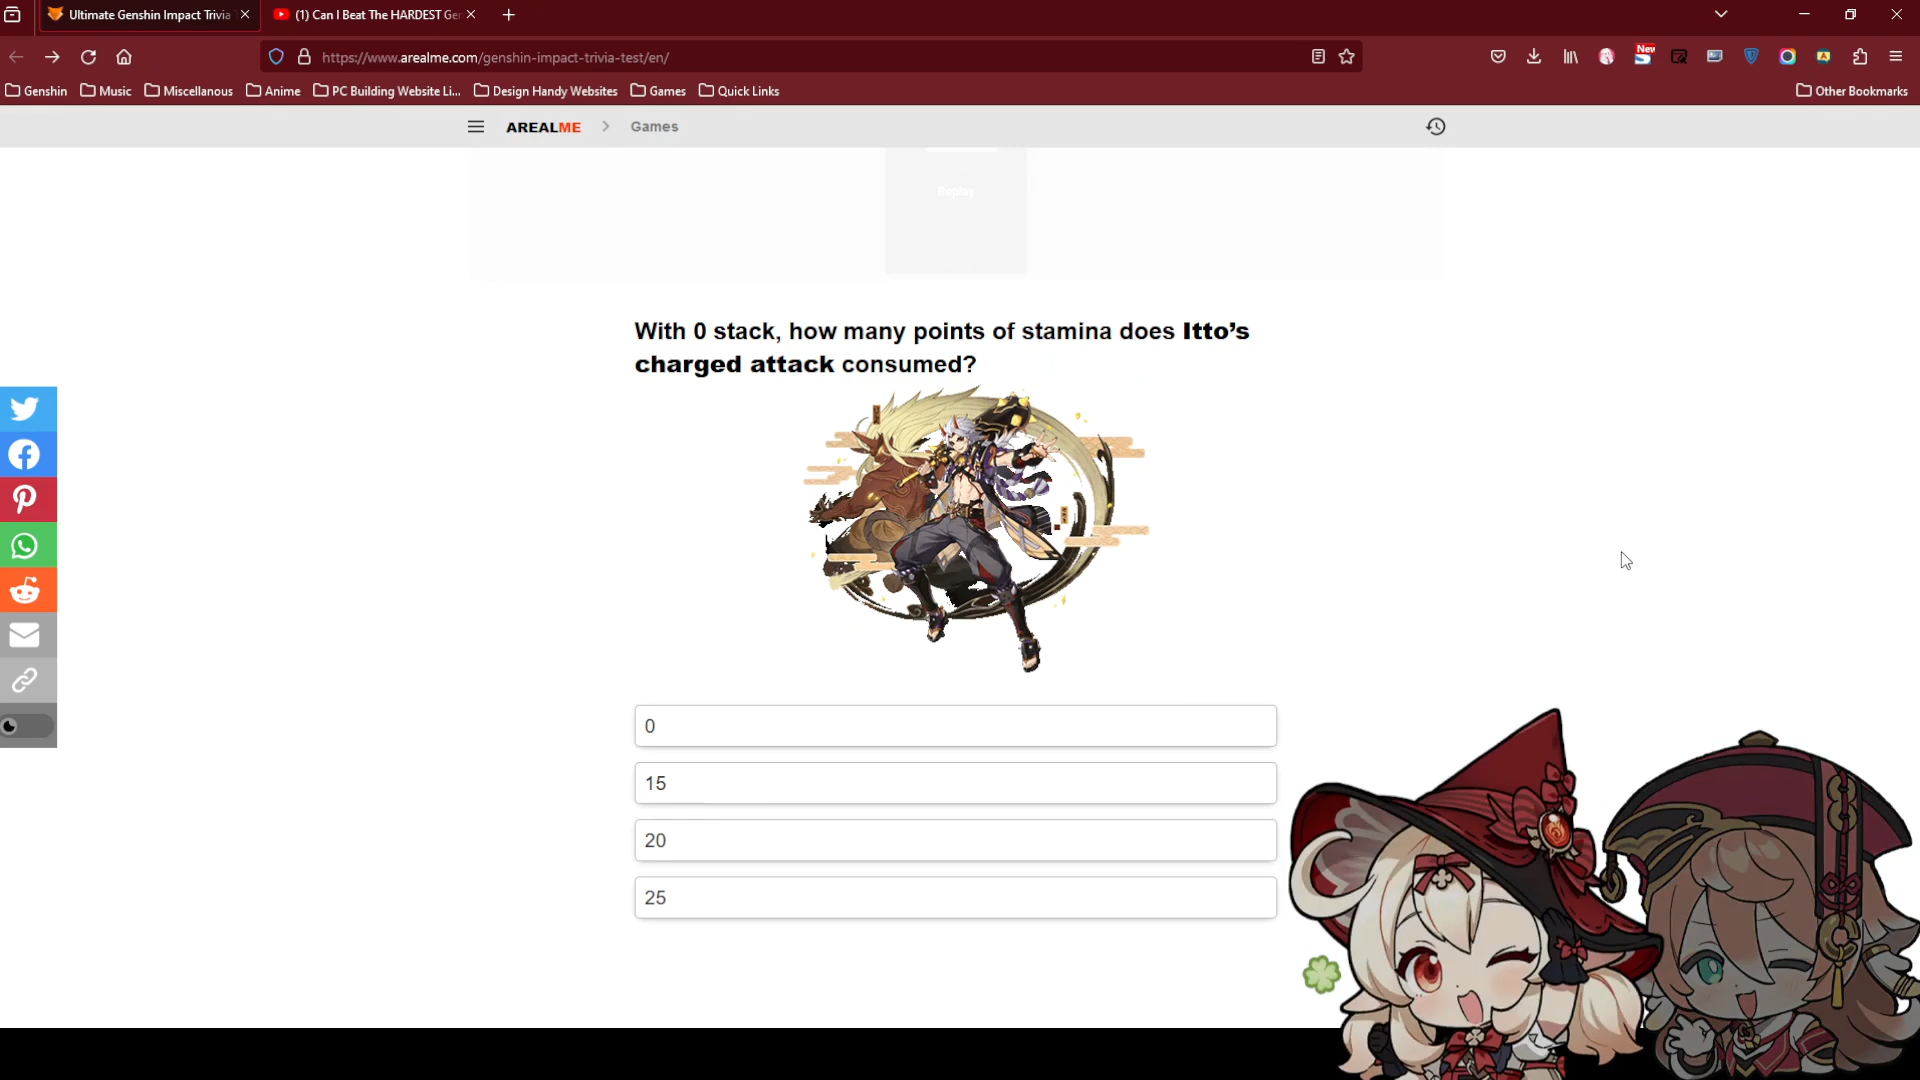 Ultimate Genshin Impact Trivia
(1) Can I Beat The HARDEST Ger
https://www.arealme.com/genshin-impact-trivia-test/en/
New
Genshin
Music
Miscellanous
Anime
PC Building Website Li...
Design Handy Websites
Games
Quick Links
Other Bookmarks
AREALME
Games
Replay
With 0 stack, how many points of stamina does Itto’s
charged attack consumed?
0
15
20
25